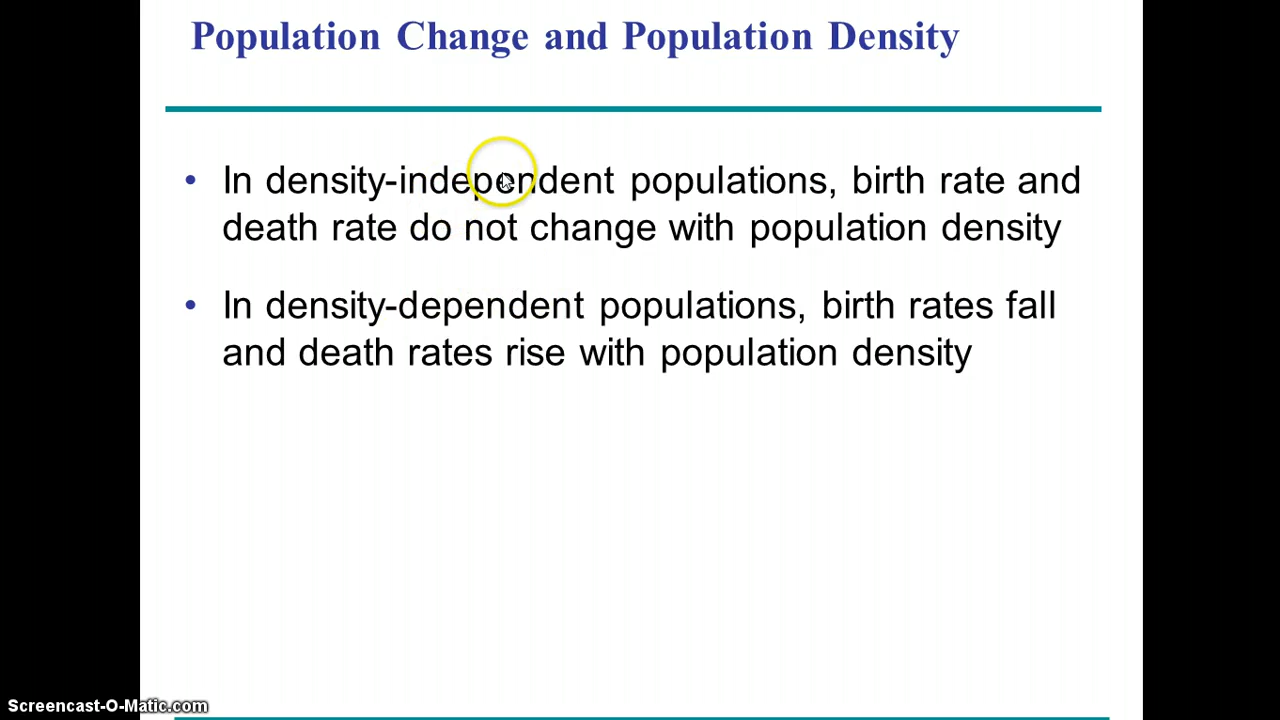 Population Change and Population Density
• In density-independent populations, birth rate and
death rate do not change with population density
• In density-dependent populations, birth rates fall
and death rates rise with population density
Screencast-O-Matic.com